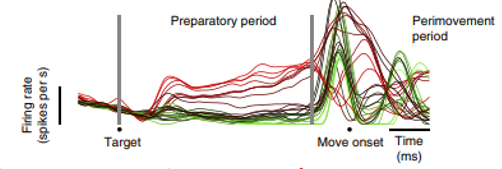 Preparatory period
Perimovement
period
Firing rate
(spikes per s)
Target
Move onset
Time
(ms)